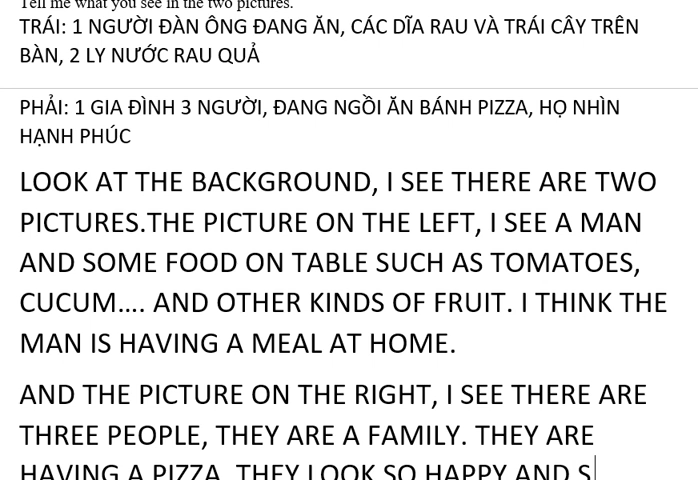 Tell me what you see in the two pictures.
TRÁI: 1 NGƯỜI ĐÀN ÔNG ĐANG ĂN, CÁC DĨA RAU VÀ TRÁI CÂY TRÊN
BÀN, 2 LY NƯỚC RAU QUẢ
PHẢI: 1 GIA ĐÌNH 3 NGƯỜI, ĐANG NGỒI ĂN BÁNH PIZZA, HỌ NHÌN
HẠNH PHÚC
LOOK AT THE BACKGROUND, I SEE THERE ARE TWO
PICTURES.THE PICTURE ON THE LEFT, I SEE A MAN
AND SOME FOOD ON TABLE SUCH AS TOMATOES,
CUCUM…. AND OTHER KINDS OF FRUIT. I THINK THE
MAN IS HAVING A MEAL AT HOME.
AND THE PICTURE ON THE RIGHT, I SEE THERE ARE
THREE PEOPLE, THEY ARE A FAMILY. THEY ARE
HAVING A PIZZA. THEY LOOK SO HAPPY AND S